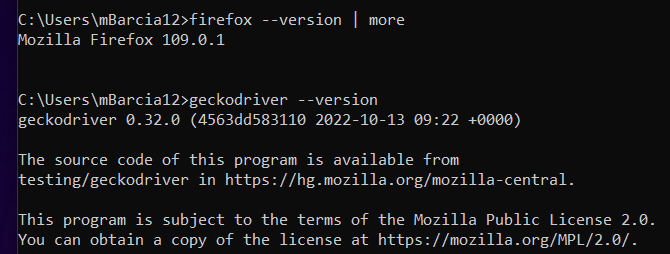 C:\Users\mBarcia12>firefox --version | more
Mozilla Firefox 109.0.1
C:\Users\mBarcia12>geckodriver --version
geckodriver 0.32.0 (4563dd583110 2022-10-13 09:22 +0000)
The source code of this program is available from
testing/geckodriver in https://hg.mozilla.org/mozilla-central.
This program is subject to the terms of the Mozilla Public License 2.0.
You can obtain a copy of the license at https://mozilla.org/MPL/2.0/.